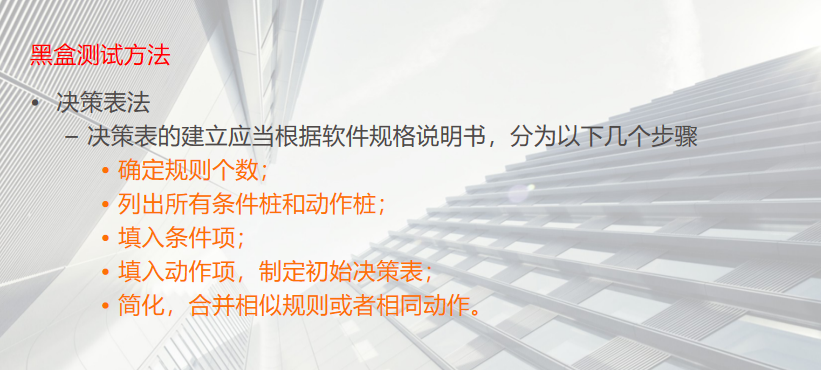 黑盒测试方法
• 决策表法
– 决策表的建立应当根据软件规格说明书，分为以下几个步骤
• 确定规则个数；
• 列出所有条件桩和动作桩；
• 填入条件项；
• 填入动作项，制定初始决策表；
• 简化，合并相似规则或者相同动作。